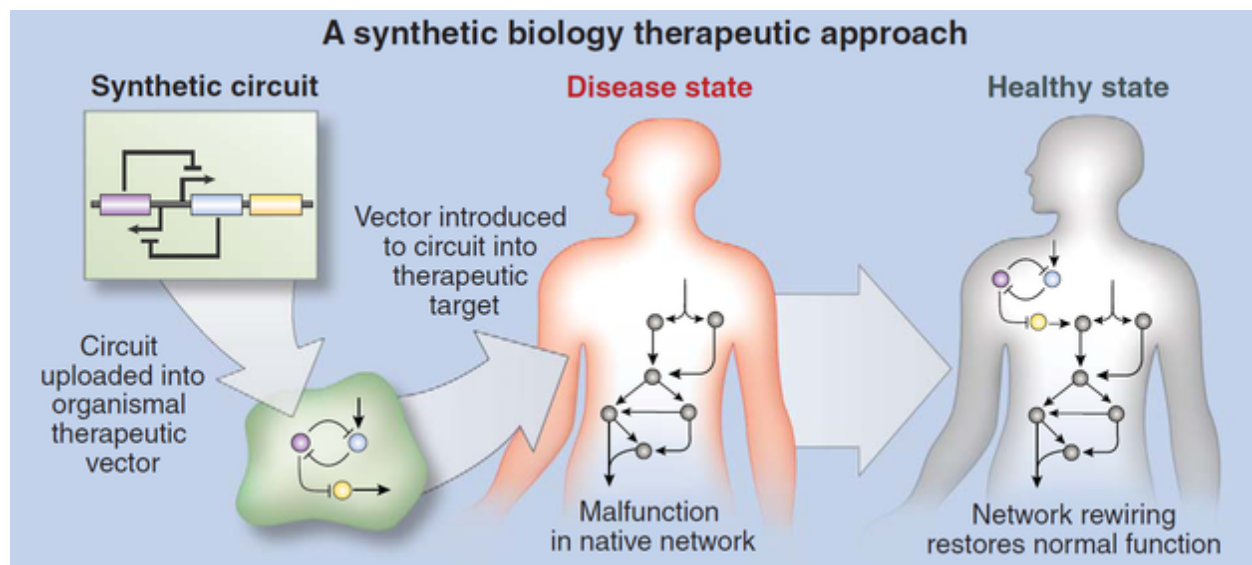 A synthetic biology therapeutic approach
Synthetic circuit
Disease state
Healthy state
Vector introduced
to circuit into
therapeutic
target
Circuit
uploaded into
organismal
therapeutic
vector
Malfunction
in native network
Network rewiring
restores normal function